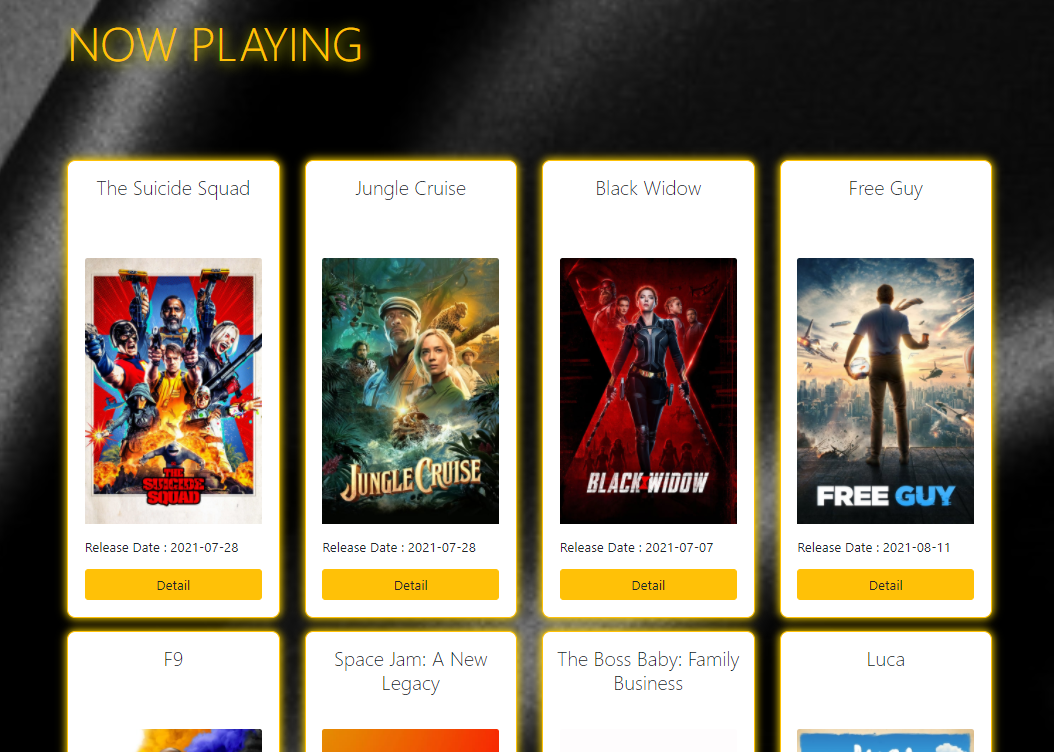 NOW PLAYING
The Suicide Squad
Jungle Cruise
Black Widow
Free Guy
THE
SUICIDE
SQUAD
JUNGLE CRUISE
BLACK WIDOW
FREE GUY
Release Date : 2021-07-28
Release Date : 2021-07-28
Release Date : 2021-07-07
Release Date : 2021-08-11
Detail
Detail
Detail
Detail
F9
Space Jam: A New
Legacy
The Boss Baby: Family
Business
Luca